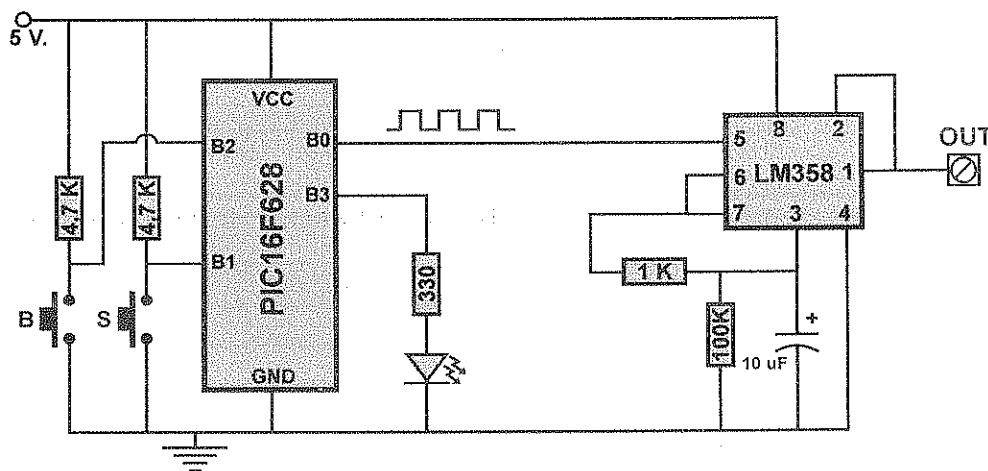 5 V.
VCC
B2
B0
PIC16F628
B3
B1
GND
4,7 K
4,7 K
B
S
330
5
8
2
6
LM358
1
7
3
4
OUT
1 K
100K
+
10 uF